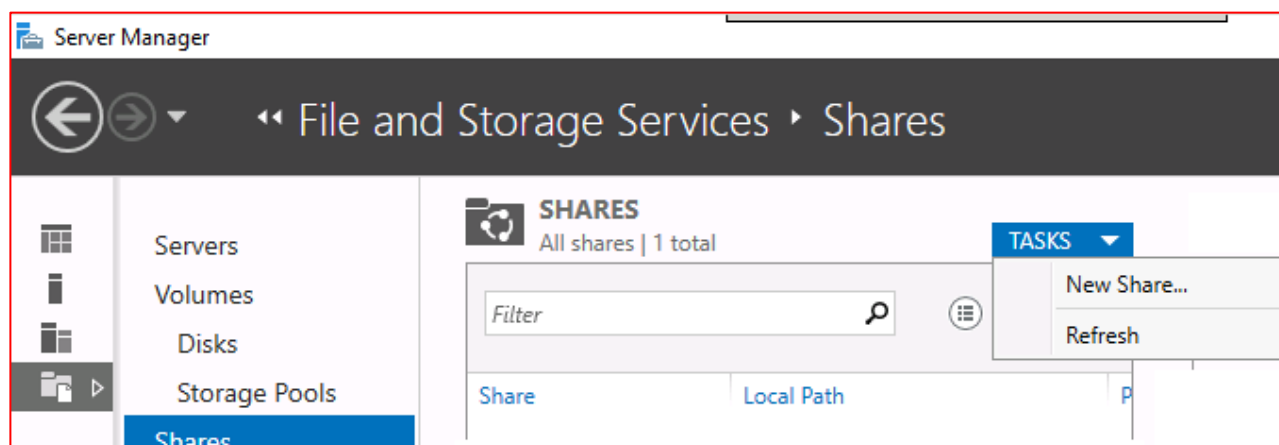 Server Manager
File and Storage Services
Shares
Servers
Volumes
Disks
Storage Pools
Shares
SHARES
All shares | 1 total
TASKS
New Share...
Refresh
Filter
Share
Local Path
P